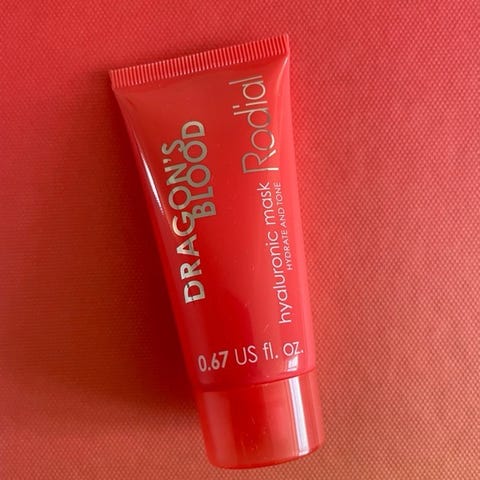 DRAGON'S
BLOOD
Rodial
hyaluronic mask
HYDRATE AND TONE
0.67 US fl. oz.